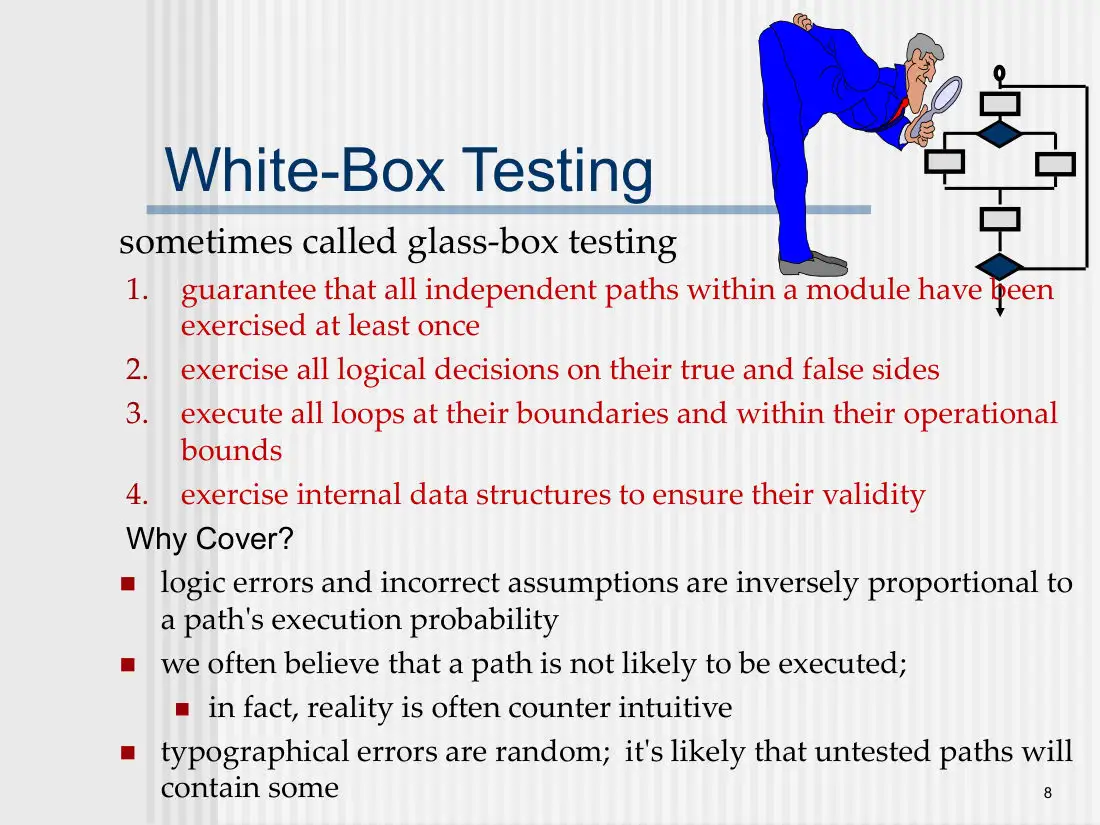 White-Box Testing
sometimes called glass-box testing
1. guarantee that all independent paths within a module have been
exercised at least once
2. exercise all logical decisions on their true and false sides
3. execute all loops at their boundaries and within their operational
bounds
4. exercise internal data structures to ensure their validity
Why Cover?
■ logic errors and incorrect assumptions are inversely proportional to
a path's execution probability
■ we often believe that a path is not likely to be executed;
■ in fact, reality is often counter intuitive
■ typographical errors are random; it's likely that untested paths will
contain some
8